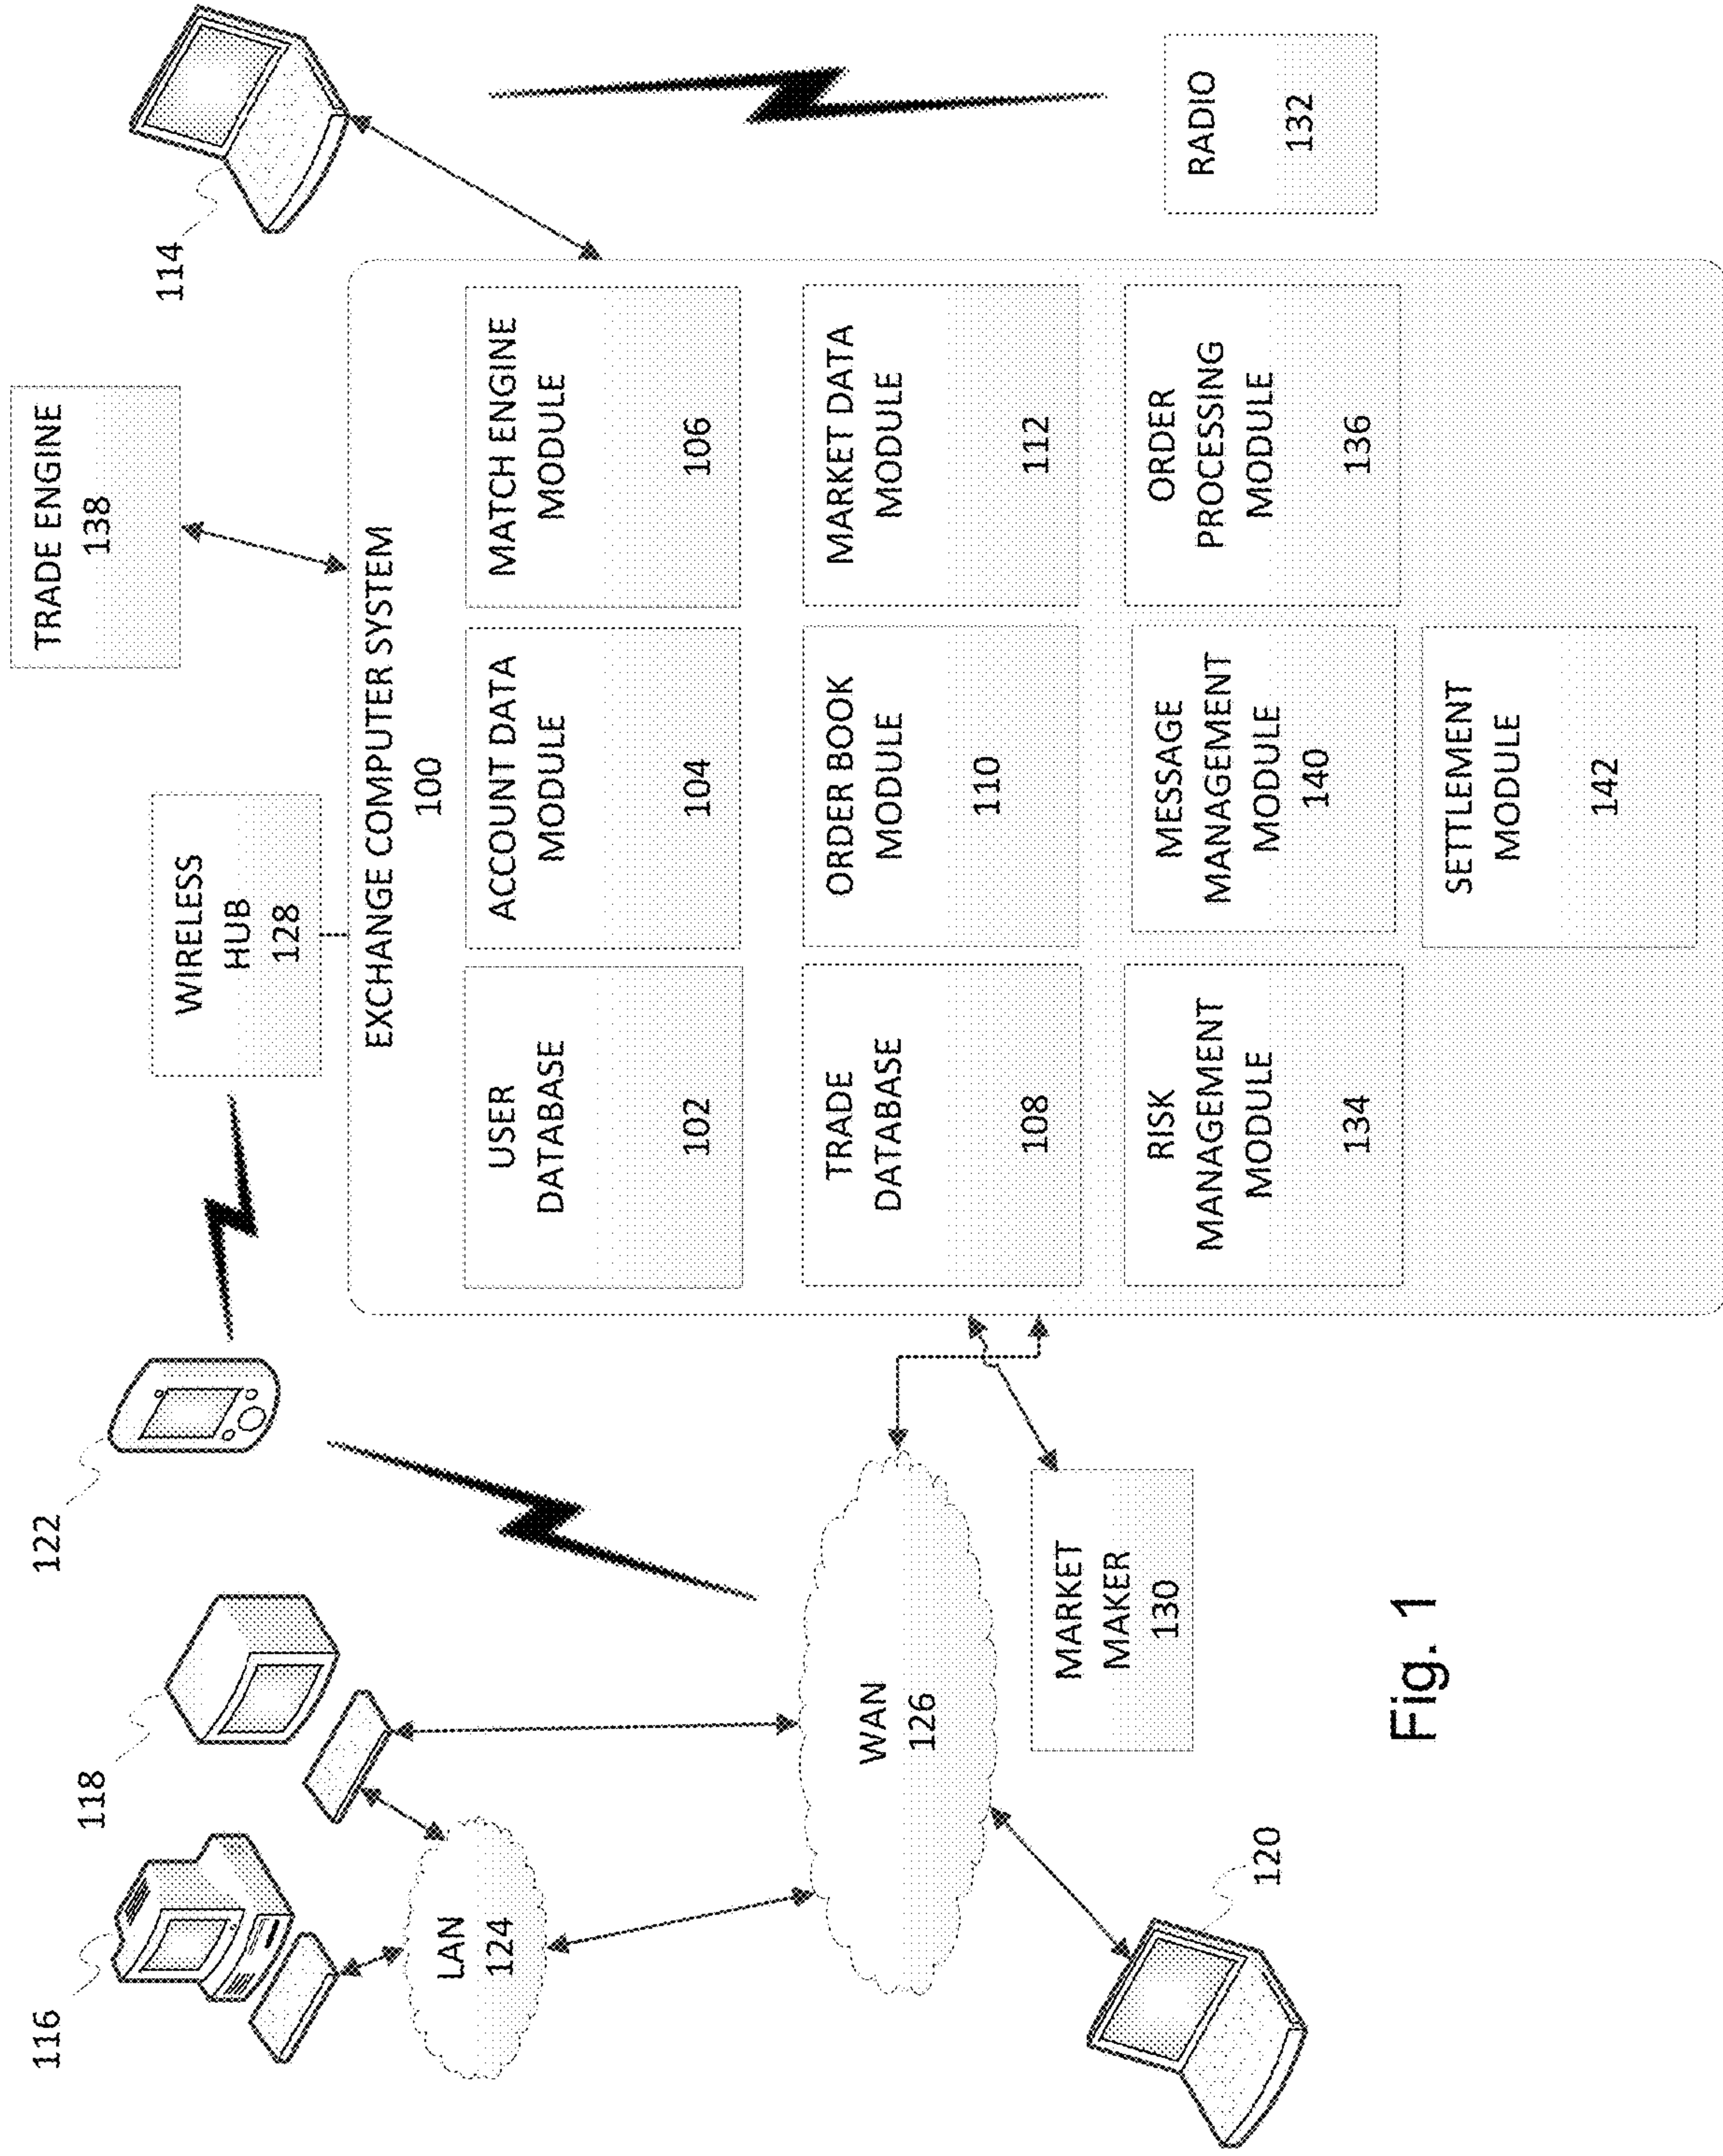 116
118
122
TRADE ENGINE
138
114
WIRELESS
HUB
128
LAN
124
WAN
126
120
MARKET
MAKER
130
EXCHANGE COMPUTER SYSTEM
100
USER
DATABASE
102
ACCOUNT DATA
MODULE
104
MATCH ENGINE
MODULE
106
TRADE
DATABASE
108
ORDER BOOK
MODULE
110
MARKET DATA
MODULE
112
RISK
MANAGEMENT
MODULE
134
MESSAGE
MANAGEMENT
MODULE
140
ORDER
PROCESSING
MODULE
136
SETTLEMENT
MODULE
142
RADIO
132
Fig. 1